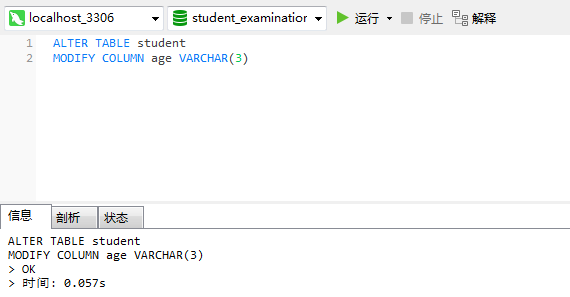 localhost_3306 student_examination 运行 停止 解释
1 ALTER TABLE student
2 MODIFY COLUMN age VARCHAR(3)
信息 剖析 状态
ALTER TABLE student
MODIFY COLUMN age VARCHAR(3)
> OK
> 时间: 0.057s